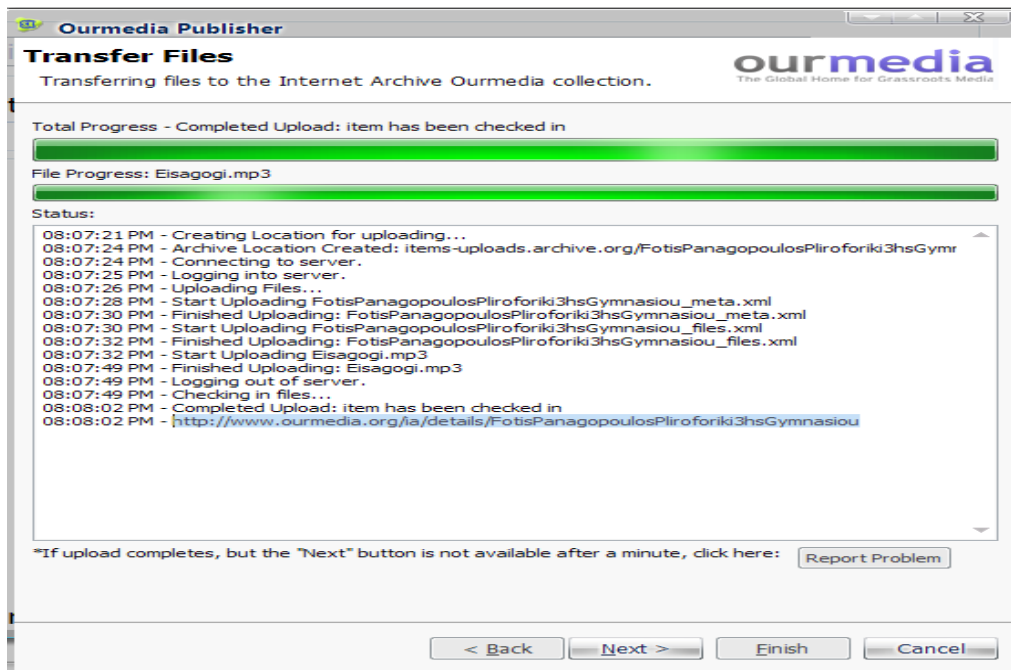 Ourmedia Publisher
Transfer Files
Transferring files to the Internet Archive Ourmedia collection.
ourmedia
The Global Home for Grassroots Media
Total Progress - Completed Upload: item has been checked in
File Progress: Eisagogi.mp3
Status:
08:07:21 PM - Creating Location for uploading...
08:07:24 PM - Archive Location Created: items-uploads.archive.org/FotisPanagopoulosPliroforiki3hsGymr
08:07:24 PM - Connecting to server.
08:07:25 PM - Logging into server.
08:07:26 PM - Uploading Files...
08:07:28 PM - Start Uploading FotisPanagopoulosPliroforiki3hsGymnasiou_meta.xml
08:07:30 PM - Finished Uploading: FotisPanagopoulosPliroforiki3hsGymnasiou_meta.xml
08:07:30 PM - Start Uploading FotisPanagopoulosPliroforiki3hsGymnasiou_files.xml
08:07:32 PM - Finished Uploading: FotisPanagopoulosPliroforiki3hsGymnasiou_files.xml
08:07:32 PM - Start Uploading Eisagogi.mp3
08:07:49 PM - Finished Uploading: Eisagogi.mp3
08:07:49 PM - Logging out of server.
08:07:49 PM - Checking in files...
08:08:02 PM - Completed Upload: item has been checked in
08:08:02 PM - http://www.ourmedia.org/ia/details/FotisPanagopoulosPliroforiki3hsGymnasiou
*If upload completes, but the "Next" button is not available after a minute, click here:
Report Problem
< Back
Next >
Finish
Cancel